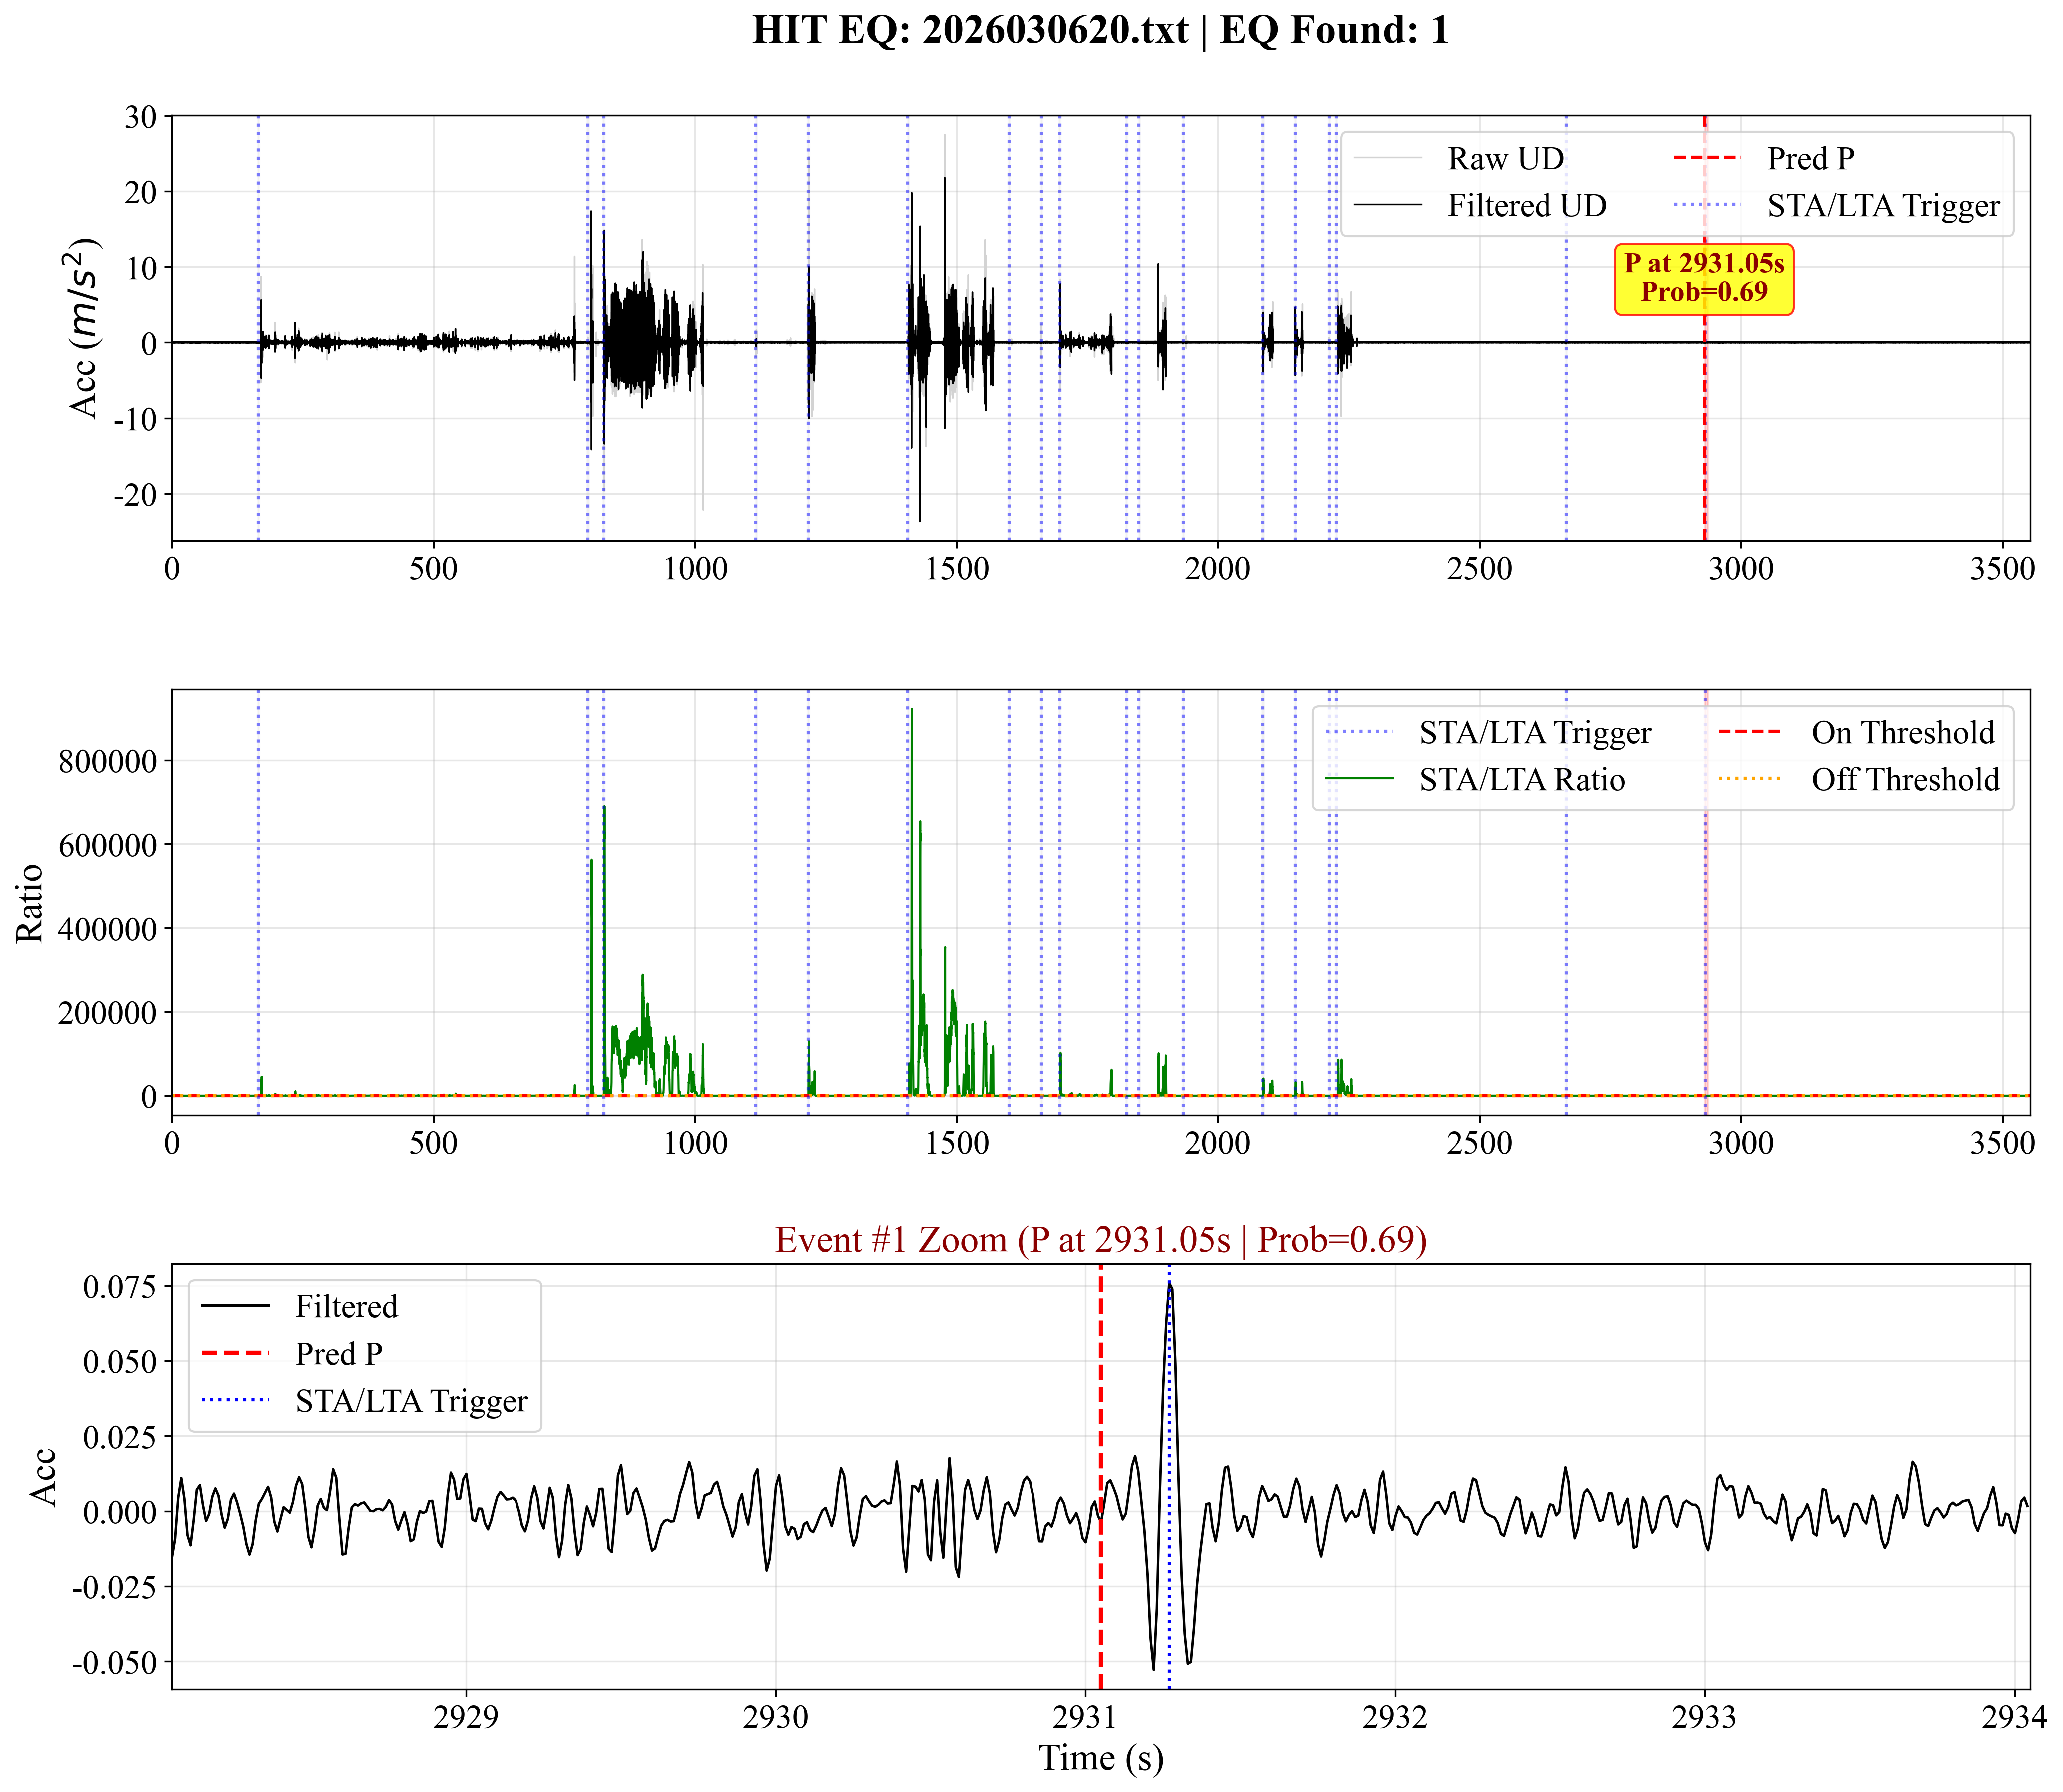 HIT EQ: 2026030620.txt | EQ Found: 1
30
20
10
0
-10
-20
Acc (m/s²)
Raw UD
Filtered UD
Pred P
STA/LTA Trigger
P at 2931.05s
Prob=0.69
0 500 1000 1500 2000 2500 3000 3500
800000
600000
400000
200000
0
Ratio
STA/LTA Trigger
STA/LTA Ratio
On Threshold
Off Threshold
0 500 1000 1500 2000 2500 3000 3500
Event #1 Zoom (P at 2931.05s | Prob=0.69)
0.075
0.050
0.025
0.000
-0.025
-0.050
Acc
Filtered
Pred P
STA/LTA Trigger
2929 2930 2931 2932 2933 2934
Time (s)